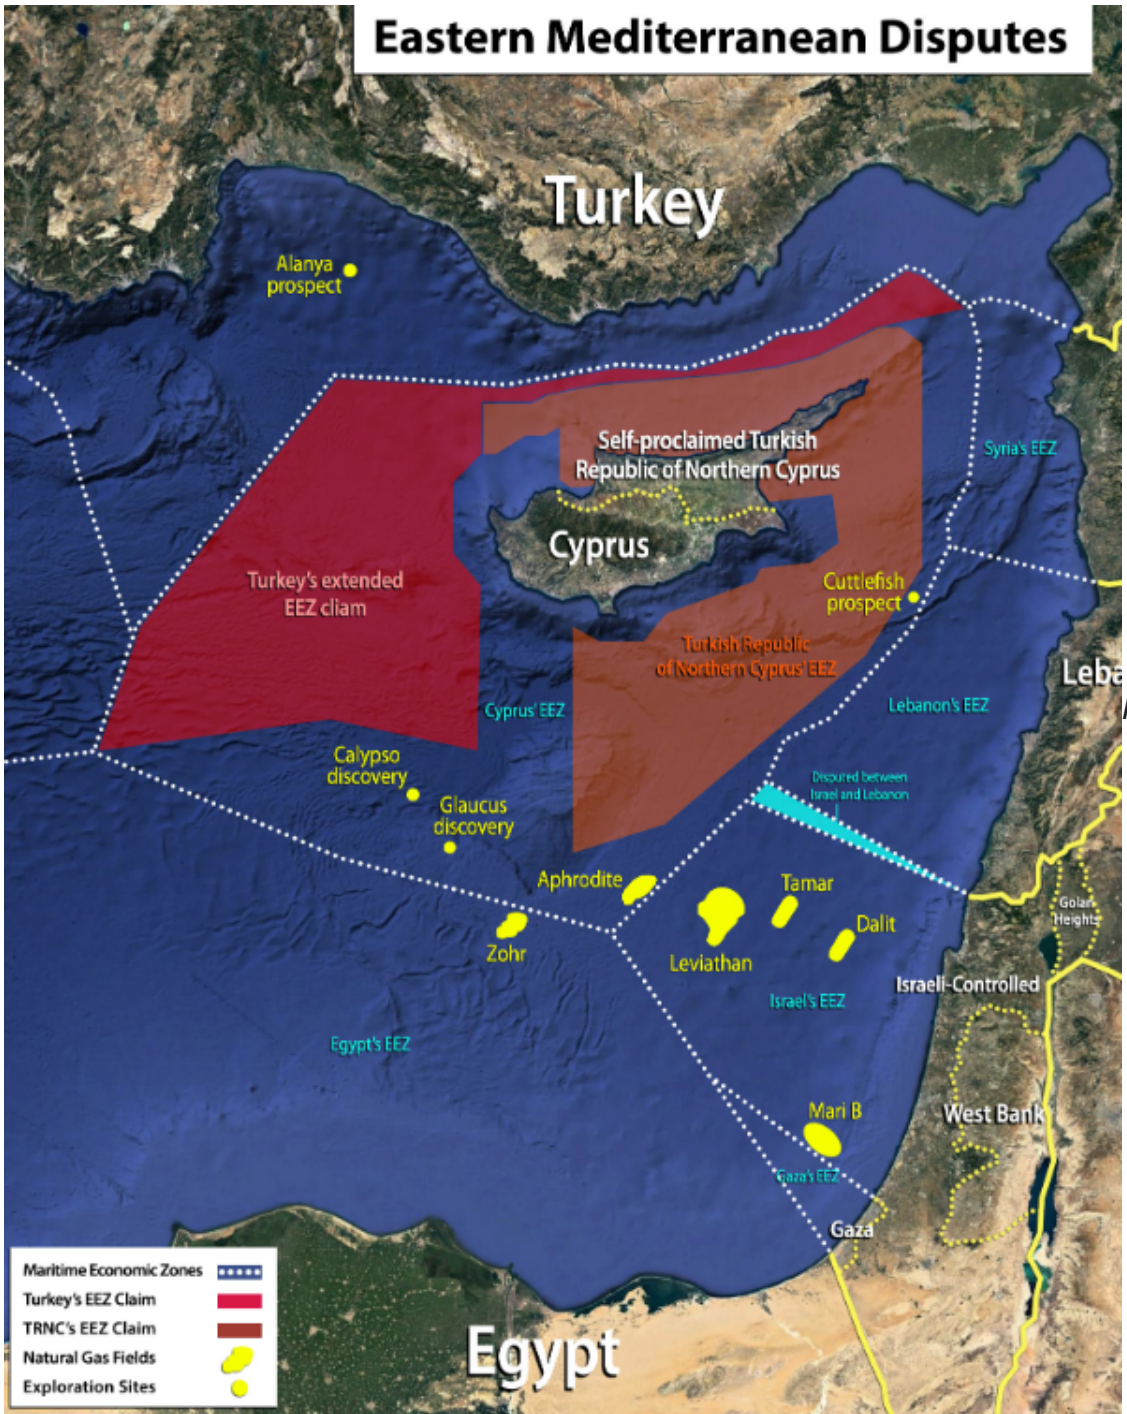 Eastern Mediterranean Disputes
Turkey
Alanya
prospect
Self-proclaimed Turkish
Republic of Northern Cyprus
Syria's EEZ
Cyprus
Turkey's extended
EEZ cliam
Cuttlefish
prospect
Turkish Republic
of Northern Cyprus' EEZ
Leba
Cyprus' EEZ
Lebanon's EEZ
Calypso
discovery
Dispured between
Israel and Lebanon
Glaucus
discovery
Aphrodite
Tamar
Golan
Heights
Dalit
Zohr
Leviathan
Israeli-Controlled
Israel's EEZ
Egypt's EEZ
Mari B
West Bank
Gaza's EEZ
Gaza
Maritime Economic Zones
Turkey's EEZ Claim
TRNC's EEZ Claim
Natural Gas Fields
Exploration Sites
Egypt